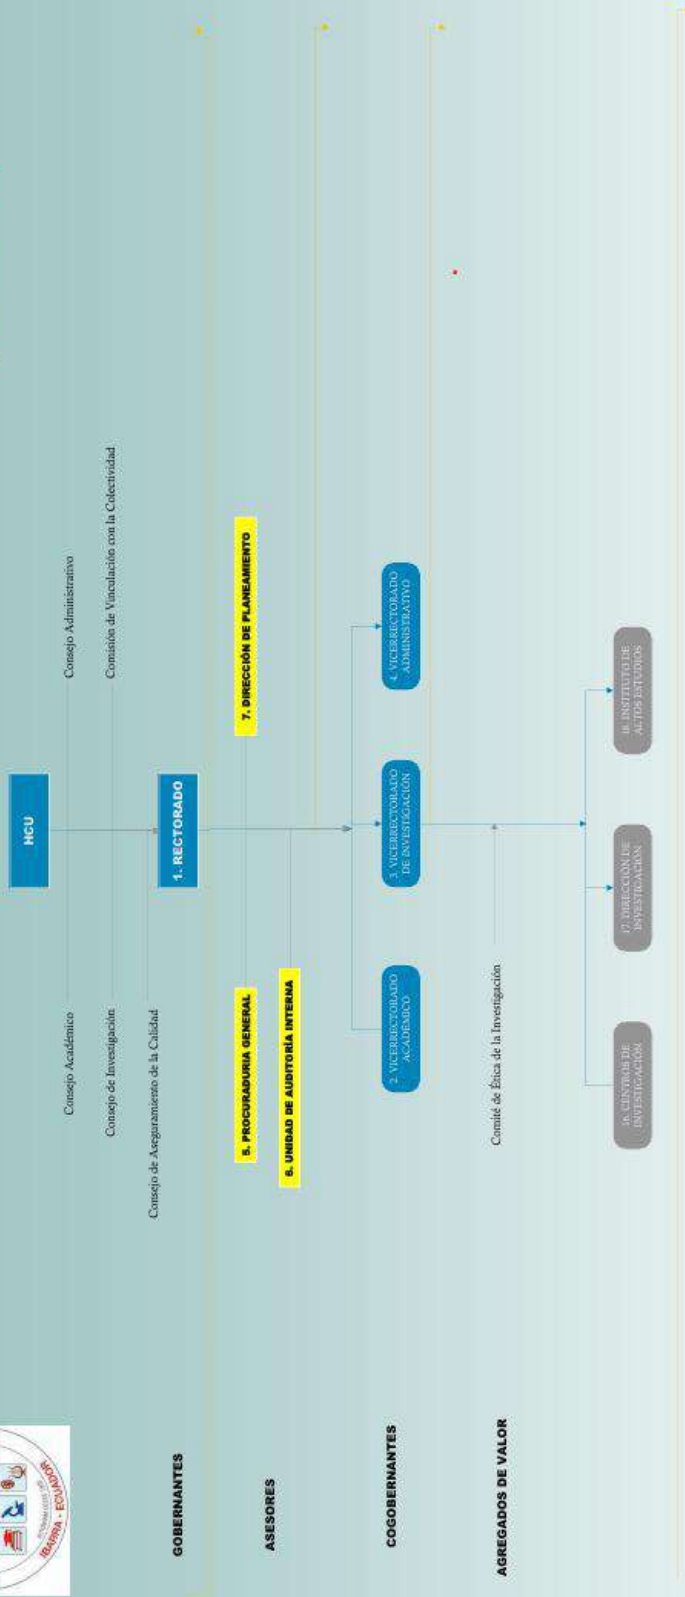 IBARRA - ECUADOR
HCU
Consejo Académico
Consejo Administrativo
Consejo de Investigación
Comisión de Vinculación con la Colectividad
Consejo de Aseguramiento de la Calidad
GOBERNANTES
1. RECTORADO
ASESORES
5. PROCURADURIA GENERAL
7. DIRECCIÓN DE PLANEAMIENTO
6. UNIDAD DE AUDITORÍA INTERNA
COGOBERNANTES
2. VICERRECTORADO
ACADÉMICO
3. VICERRECTORADO
DE INVESTIGACIÓN
4. VICERRECTORADO
ADMINISTRATIVO
AGREGADOS DE VALOR
Comité de Ética de la Investigación
16. CENTROS DE
INVESTIGACIÓN
17. DIRECCIÓN DE
INVESTIGACIÓN
18. INSTITUTO DE
ALTOS ESTUDIOS